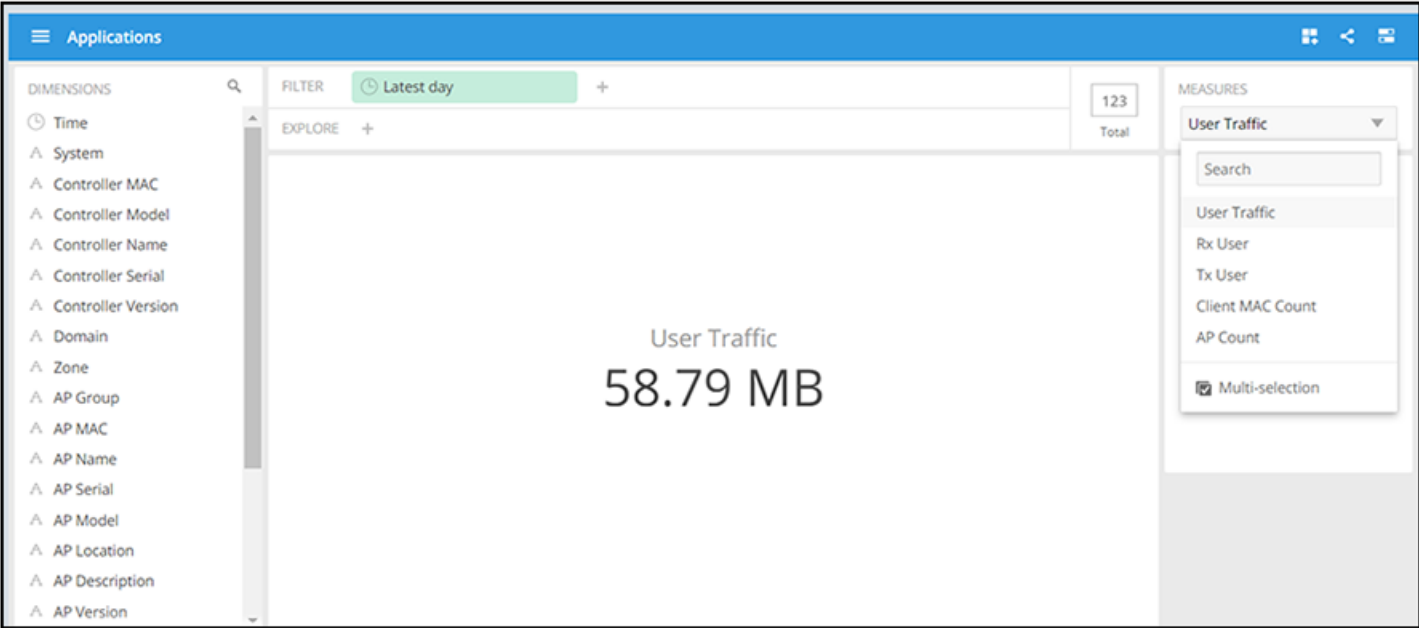 Applications
DIMENSIONS
Time
System
Controller MAC
Controller Model
Controller Name
Controller Serial
Controller Version
Domain
Zone
AP Group
AP MAC
AP Name
AP Serial
AP Model
AP Location
AP Description
AP Version
FILTER Latest day +
EXPLORE +
123
Total
User Traffic
58.79 MB
MEASURES
User Traffic
Search
User Traffic
Rx User
Tx User
Client MAC Count
AP Count
Multi-selection